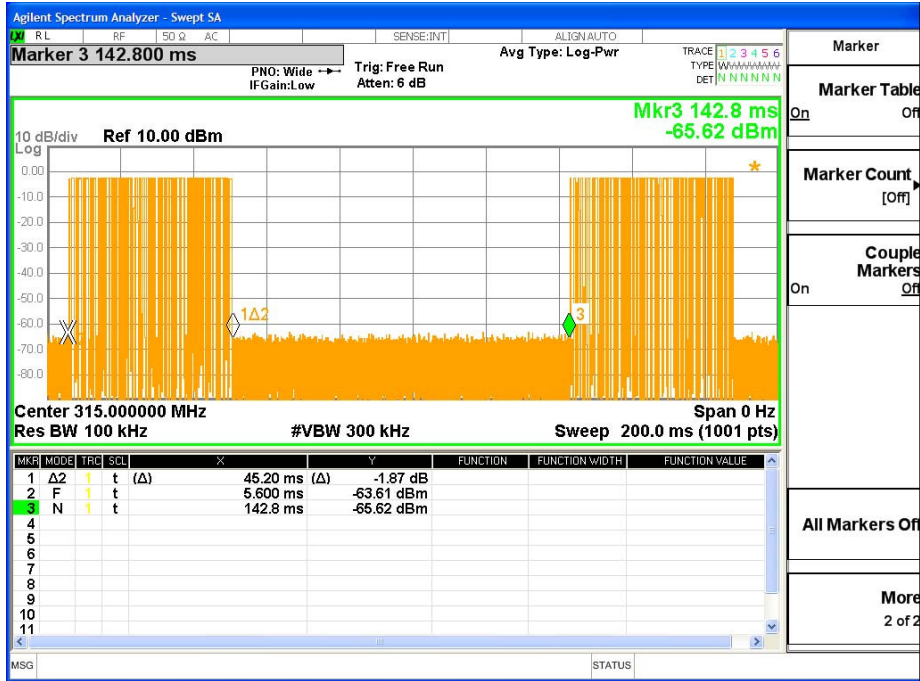 Agilent Spectrum Analyzer - Swept SA
LXI RL RF 50 Ω AC SENSE:INT ALIGN AUTO
Marker 3 142.800 ms
PNO: Wide
IFGain:Low
Trig: Free Run
Atten: 6 dB
Avg Type: Log-Pwr
TRACE 1 2 3 4 5 6
TYPE W
DET N N N N N N
Mkr3 142.8 ms
-65.62 dBm
10 dB/div Ref 10.00 dBm
Log
0.00
-10.0
-20.0
-30.0
-40.0
-50.0
-60.0
-70.0
-80.0
1Δ2
3
Center 315.000000 MHz Span 0 Hz
Res BW 100 kHz #VBW 300 kHz Sweep 200.0 ms (1001 pts)
MKR MODE TRC SCL X Y FUNCTION FUNCTION WIDTH FUNCTION VALUE
1 Δ2 1 t (Δ) 45.20 ms (Δ) -1.87 dB
2 F 1 t 5.600 ms -63.61 dBm
3 N 1 t 142.8 ms -65.62 dBm
4
5
6
7
8
9
10
11
MSG STATUS
Marker
Marker Table
On Off
Marker Count
[Off]
Couple
Markers
On Off
All Markers Off
More
2 of 2